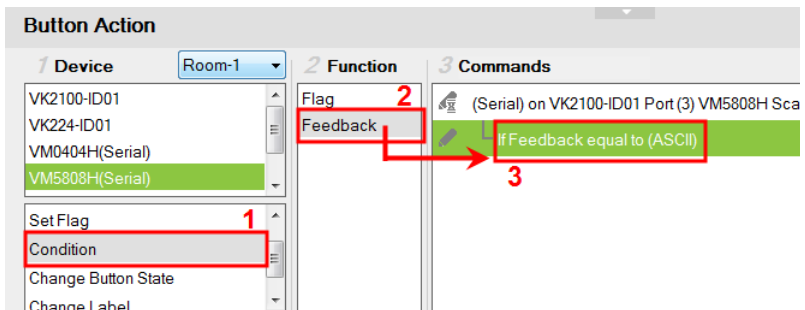 Button Action
1 Device
Room-1
2 Function
3 Commands
VK2100-ID01
VK224-ID01
VM0404H(Serial)
VM5808H(Serial)
Set Flag
1
Condition
Change Button State
Change Label
Flag
2
Feedback
(Serial) on VK2100-ID01 Port (3) VM5808H Sca
If Feedback equal to (ASCII)
3